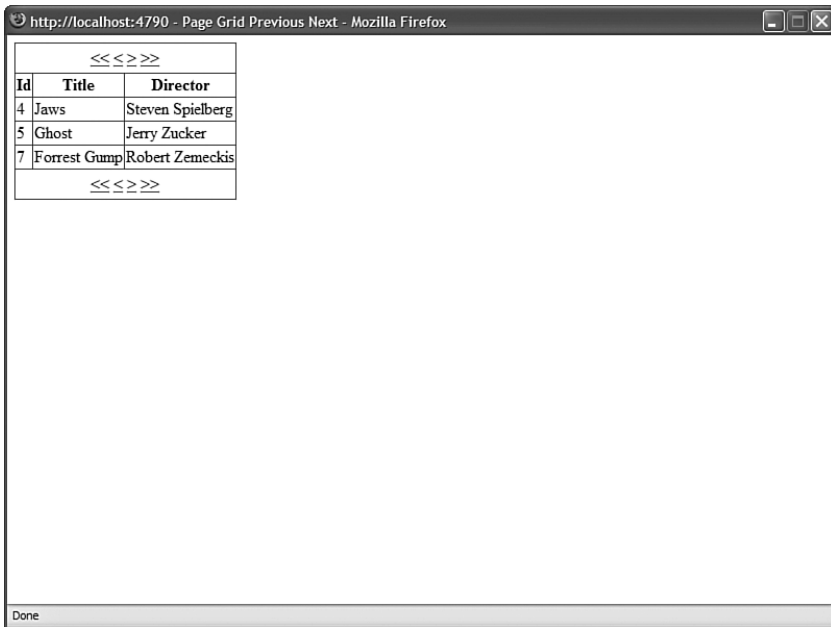 http://localhost:4790 - Page Grid Previous Next - Mozilla Firefox
<< < > >>
Id Title Director
4 Jaws Steven Spielberg
5 Ghost Jerry Zucker
7 Forrest Gump Robert Zemeckis
<< < > >>
Done